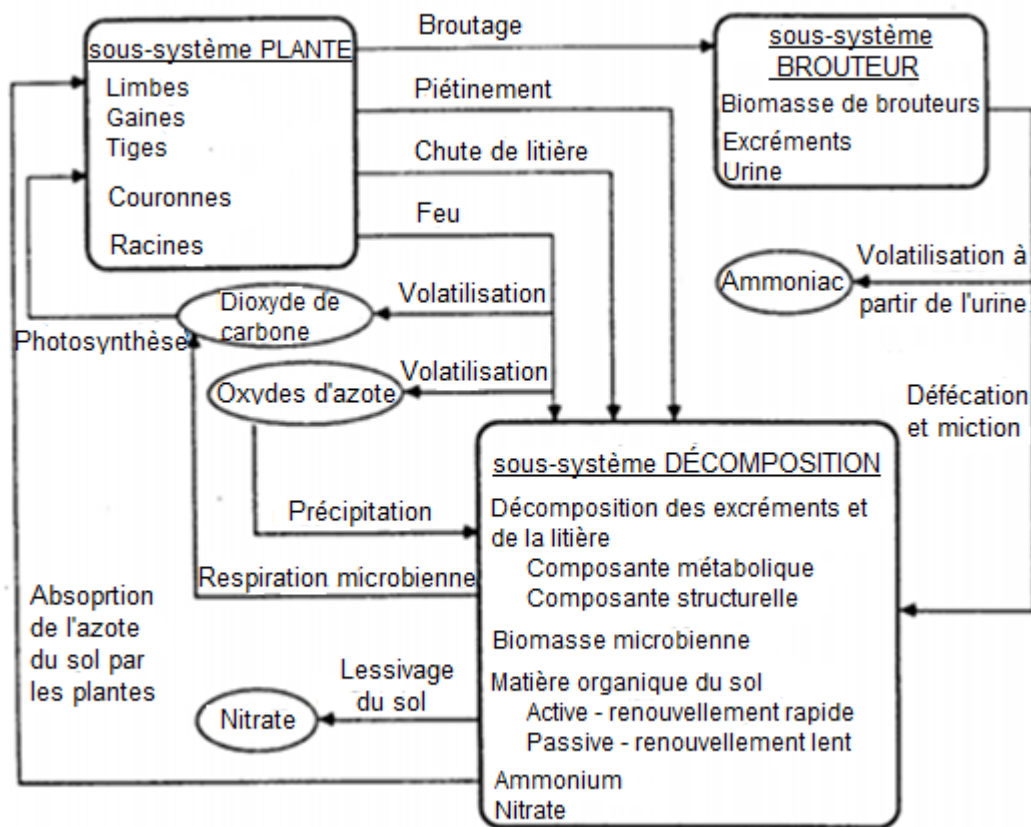 sous-système PLANTE
Limbes
Gaines
Tiges
Couronnes
Racines
Broutage
Piétinement
Chute de litière
Feu
sous-système
BROUTEUR
Biomasse de brouteurs
Excréments
Urine
Ammoniac
Volatilisation à
partir de l'urine
Dioxyde de
carbone
Volatilisation
Photosynthèse
Oxydes d'azote
Volatilisation
Défécation
et miction
Précipitation
Respiration microbienne
sous-système DÉCOMPOSITION
Décomposition des excréments et
de la litière
Composante métabolique
Composante structurelle
Biomasse microbienne
Matière organique du sol
Active - renouvellement rapide
Passive - renouvellement lent
Ammonium
Nitrate
Absoprtion
de l'azote
du sol par
les plantes
Lessivage
du sol
Nitrate